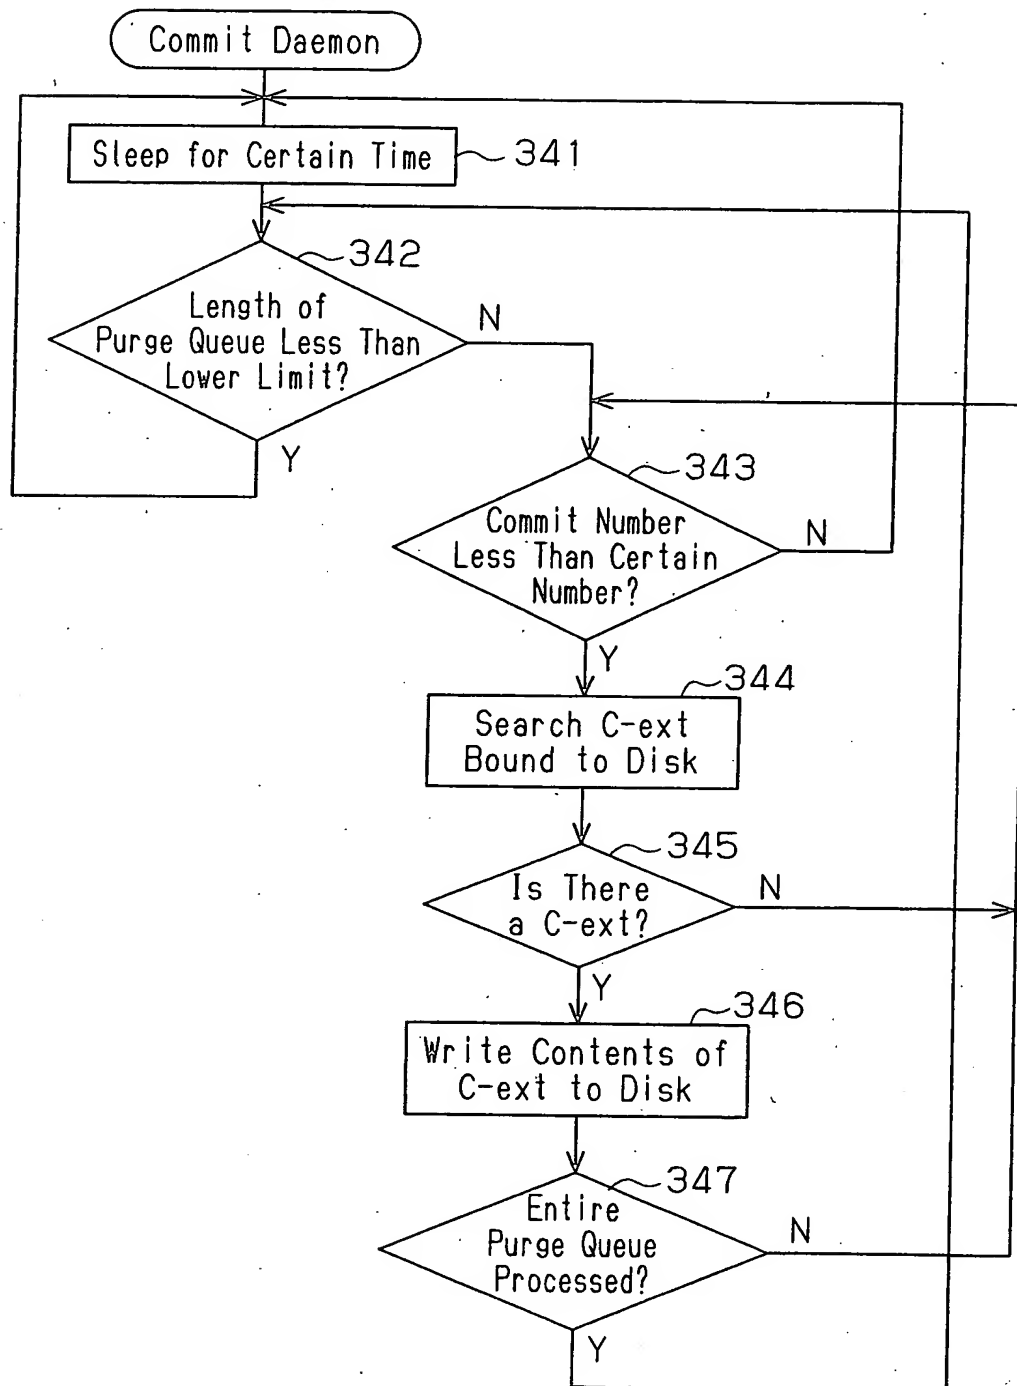 Commit Daemon
Sleep for Certain Time
341
342
Length of
Purge Queue Less Than
Lower Limit?
N
Y
343
Commit Number
Less Than Certain
Number?
N
Y
344
Search C-ext
Bound to Disk
345
Is There
a C-ext?
N
Y
346
Write Contents of
C-ext to Disk
347
Entire
Purge Queue
Processed?
N
Y